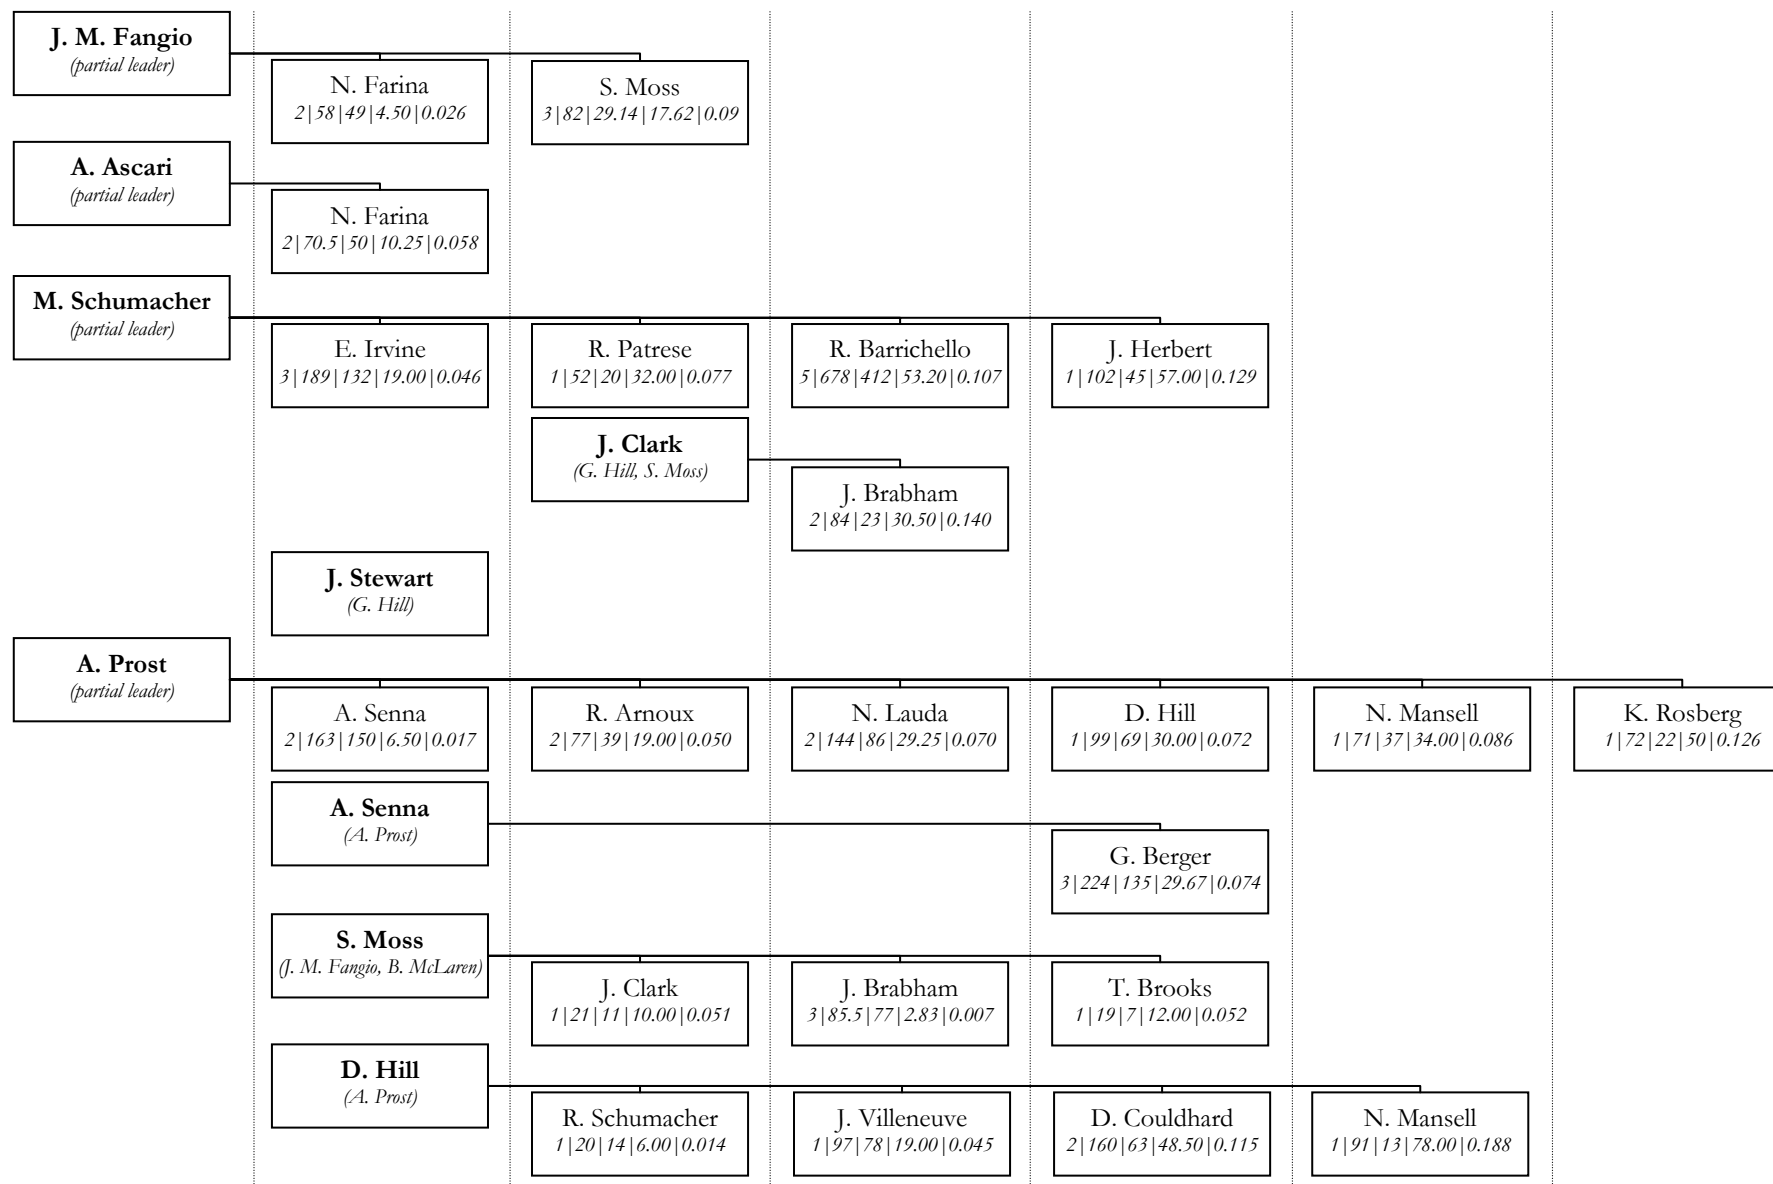 J. M. Fangio
(partial leader)
N. Farina
2|58|49|4.50|0.026
S. Moss
3|82|29.14|17.62|0.09
A. Ascari
(partial leader)
N. Farina
2|70.5|50|10.25|0.058
M. Schumacher
(partial leader)
E. Irvine
3|189|132|19.00|0.046
R. Patrese
1|52|20|32.00|0.077
R. Barrichello
5|678|412|53.20|0.107
J. Herbert
1|102|45|57.00|0.129
J. Clark
(G. Hill, S. Moss)
J. Brabham
2|84|23|30.50|0.140
J. Stewart
(G. Hill)
A. Prost
(partial leader)
A. Senna
2|163|150|6.50|0.017
R. Arnoux
2|77|39|19.00|0.050
N. Lauda
2|144|86|29.25|0.070
D. Hill
1|99|69|30.00|0.072
N. Mansell
1|71|37|34.00|0.086
K. Rosberg
1|72|22|50|0.126
A. Senna
(A. Prost)
G. Berger
3|224|135|29.67|0.074
S. Moss
(J. M. Fangio, B. McLaren)
J. Clark
1|21|11|10.00|0.051
J. Brabham
3|85.5|77|2.83|0.007
T. Brooks
1|19|7|12.00|0.052
D. Hill
(A. Prost)
R. Schumacher
1|20|14|6.00|0.014
J. Villeneuve
1|97|78|19.00|0.045
D. Couldhard
2|160|63|48.50|0.115
N. Mansell
1|91|13|78.00|0.188